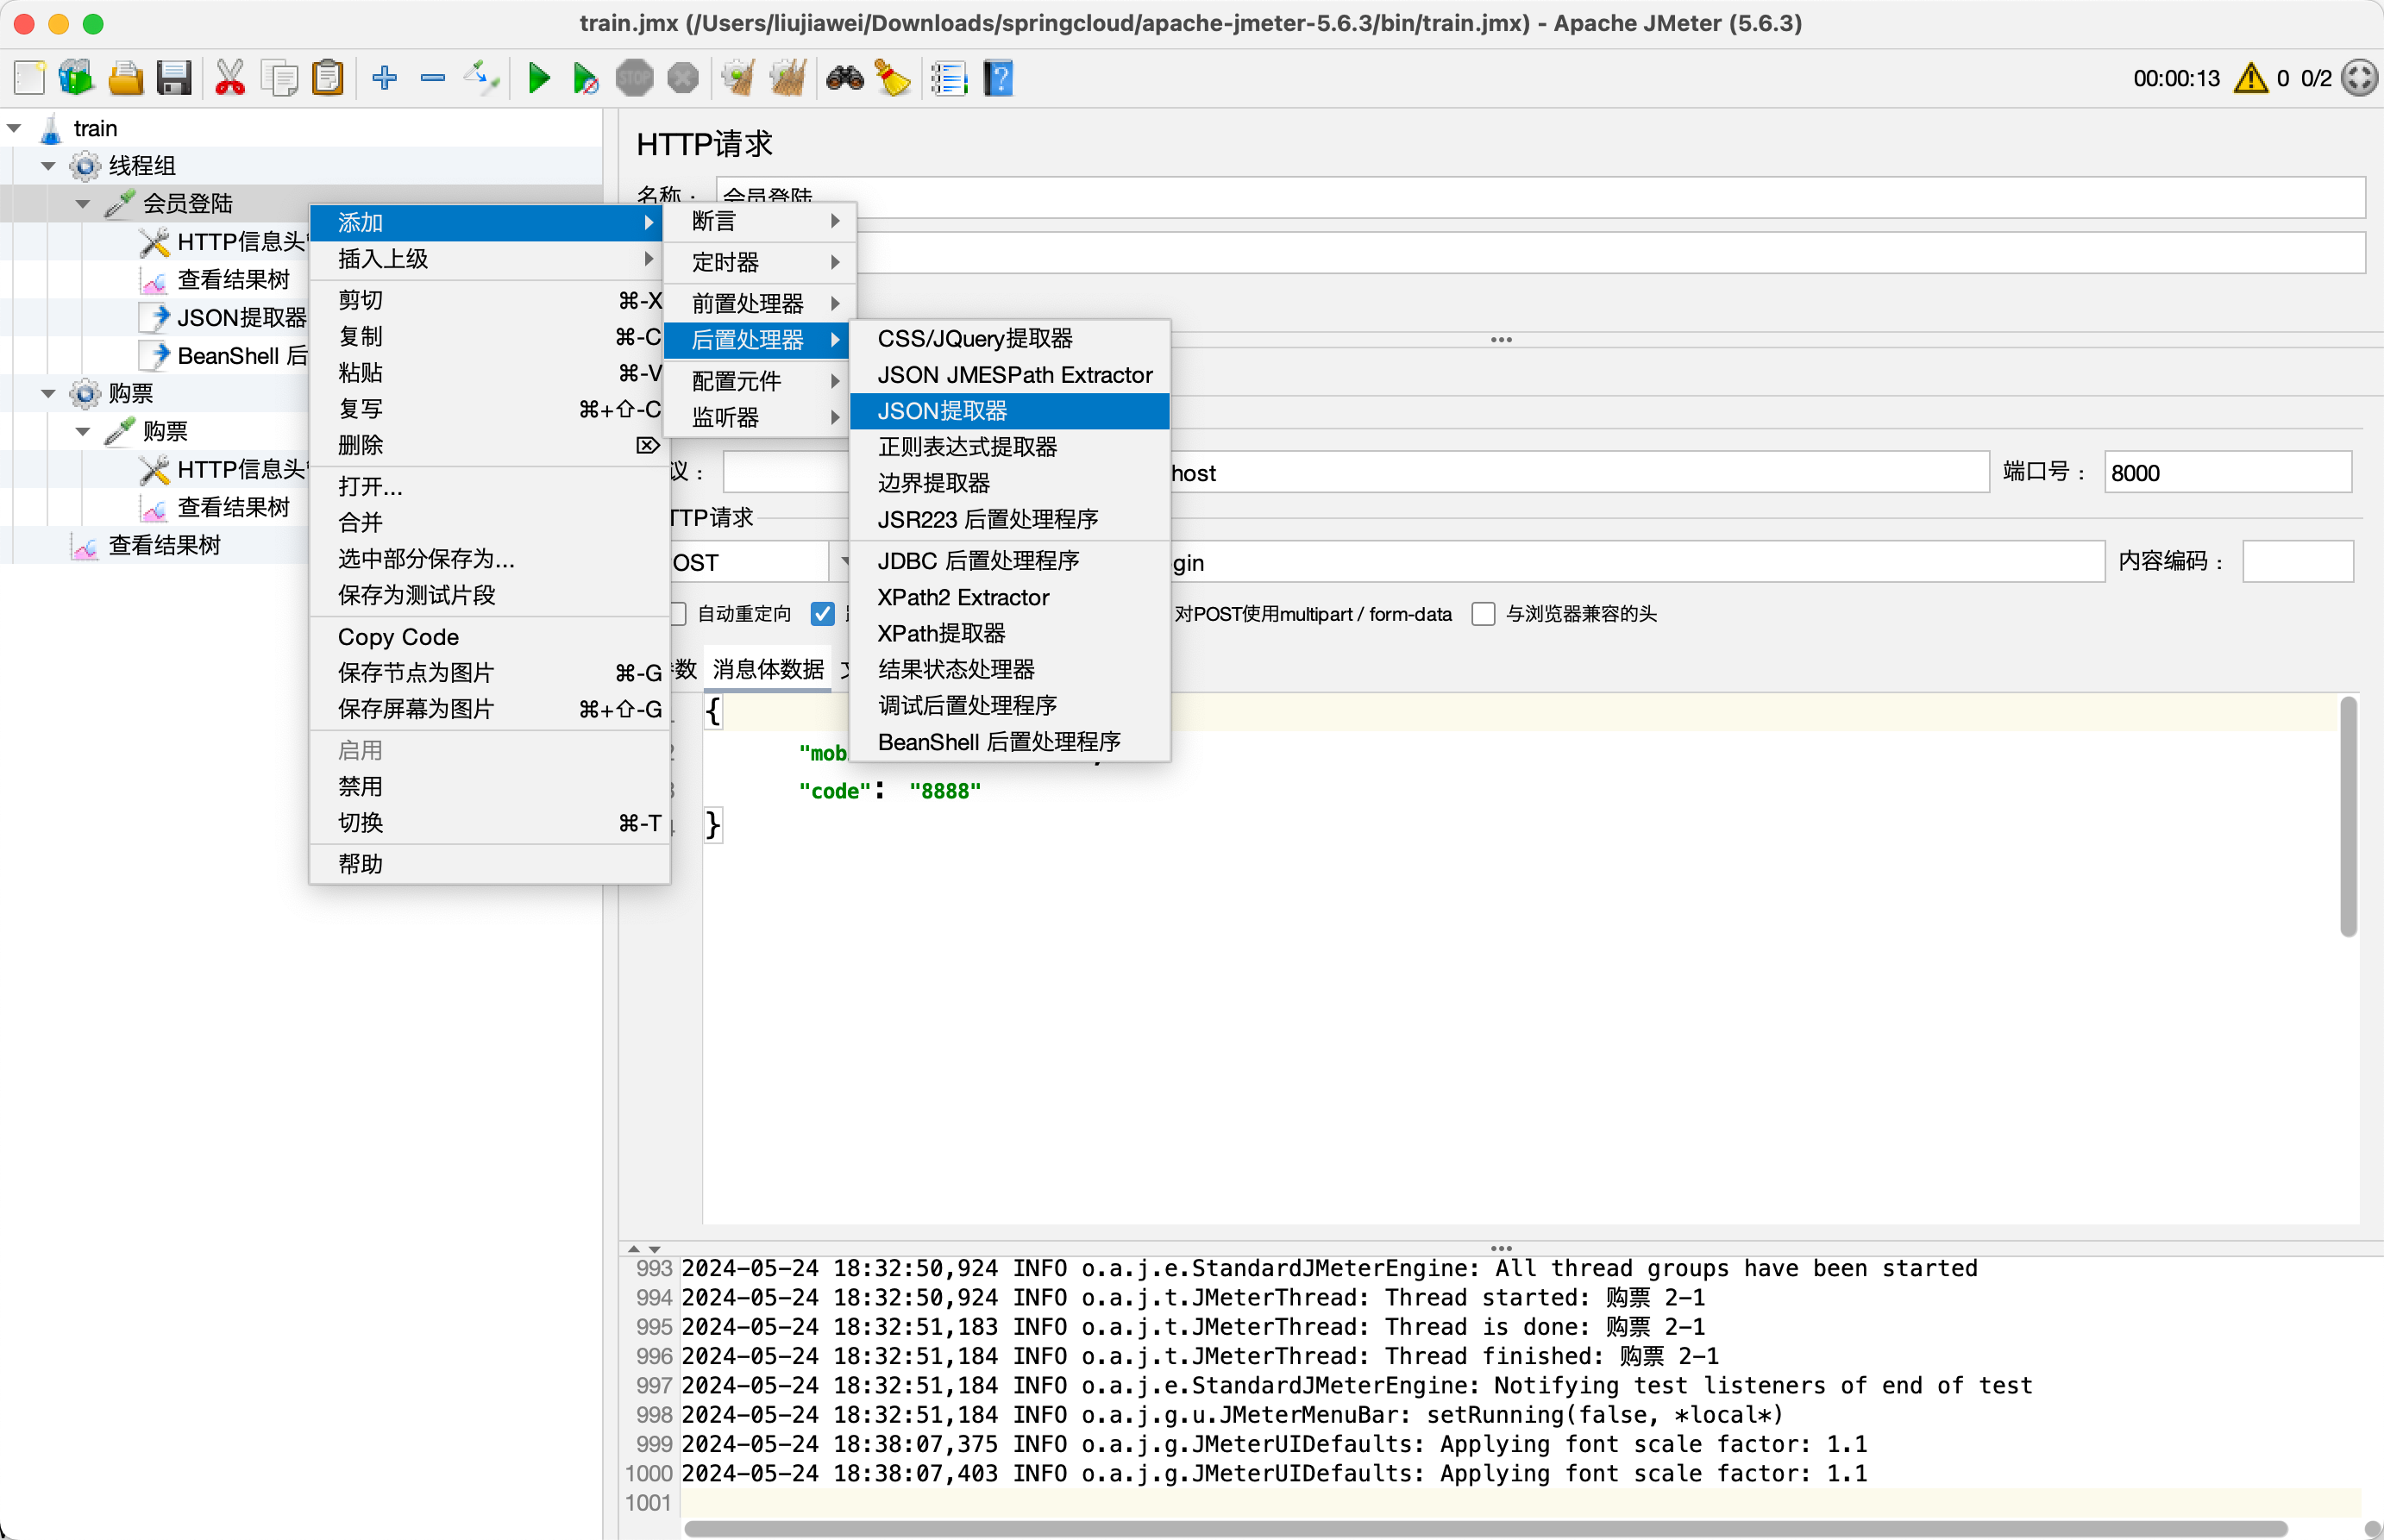 train.jmx (/Users/liujiawei/Downloads/springcloud/apache-jmeter-5.6.3/bin/train.jmx) - Apache JMeter (5.6.3)
STOP
00:00:13 0 0/2
train
线程组
会员登陆
HTTP信息头
查看结果树
JSON提取器
BeanShell 后
购票
购票
HTTP信息头
查看结果树
查看结果树
添加
插入上级
剪切 ⌘-X
复制 ⌘-C
粘贴 ⌘-V
复写 ⌘+⇧-C
删除 ⌦
打开...
合并
选中部分保存为...
保存为测试片段
Copy Code
保存节点为图片 ⌘-G
保存屏幕为图片 ⌘+⇧-G
启用
禁用
切换 ⌘-T
帮助
断言
定时器
前置处理器
后置处理器
配置元件
监听器
CSS/JQuery提取器
JSON JMESPath Extractor
JSON提取器
正则表达式提取器
边界提取器
JSR223 后置处理程序
JDBC 后置处理程序
XPath2 Extractor
XPath提取器
结果状态处理器
调试后置处理程序
BeanShell 后置处理程序
HTTP请求
名称： 会员登陆
议： host 端口号： 8000
TTP请求
OST gin 内容编码：
自动重定向 对POST使用multipart / form-data 与浏览器兼容的头
数 消息体数据
{
"mob
"code": "8888"
}
993 2024-05-24 18:32:50,924 INFO o.a.j.e.StandardJMeterEngine: All thread groups have been started
994 2024-05-24 18:32:50,924 INFO o.a.j.t.JMeterThread: Thread started: 购票 2-1
995 2024-05-24 18:32:51,183 INFO o.a.j.t.JMeterThread: Thread is done: 购票 2-1
996 2024-05-24 18:32:51,184 INFO o.a.j.t.JMeterThread: Thread finished: 购票 2-1
997 2024-05-24 18:32:51,184 INFO o.a.j.e.StandardJMeterEngine: Notifying test listeners of end of test
998 2024-05-24 18:32:51,184 INFO o.a.j.g.u.JMeterMenuBar: setRunning(false, *local*)
999 2024-05-24 18:38:07,375 INFO o.a.j.g.JMeterUIDefaults: Applying font scale factor: 1.1
1000 2024-05-24 18:38:07,403 INFO o.a.j.g.JMeterUIDefaults: Applying font scale factor: 1.1
1001